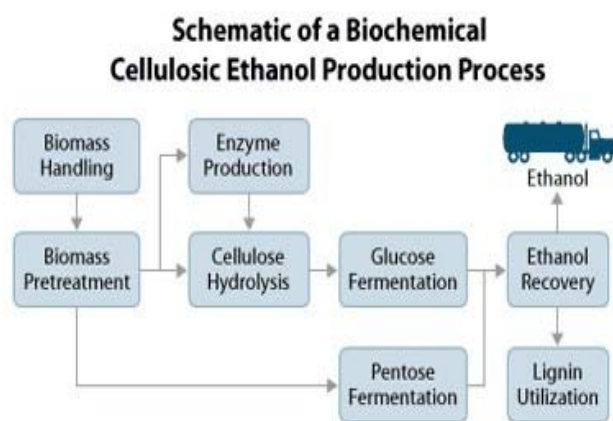 Schematic of a Biochemical
Cellulosic Ethanol Production Process
Biomass
Handling
Enzyme
Production
Ethanol
Biomass
Pretreatment
Cellulose
Hydrolysis
Glucose
Fermentation
Ethanol
Recovery
Pentose
Fermentation
Lignin
Utilization